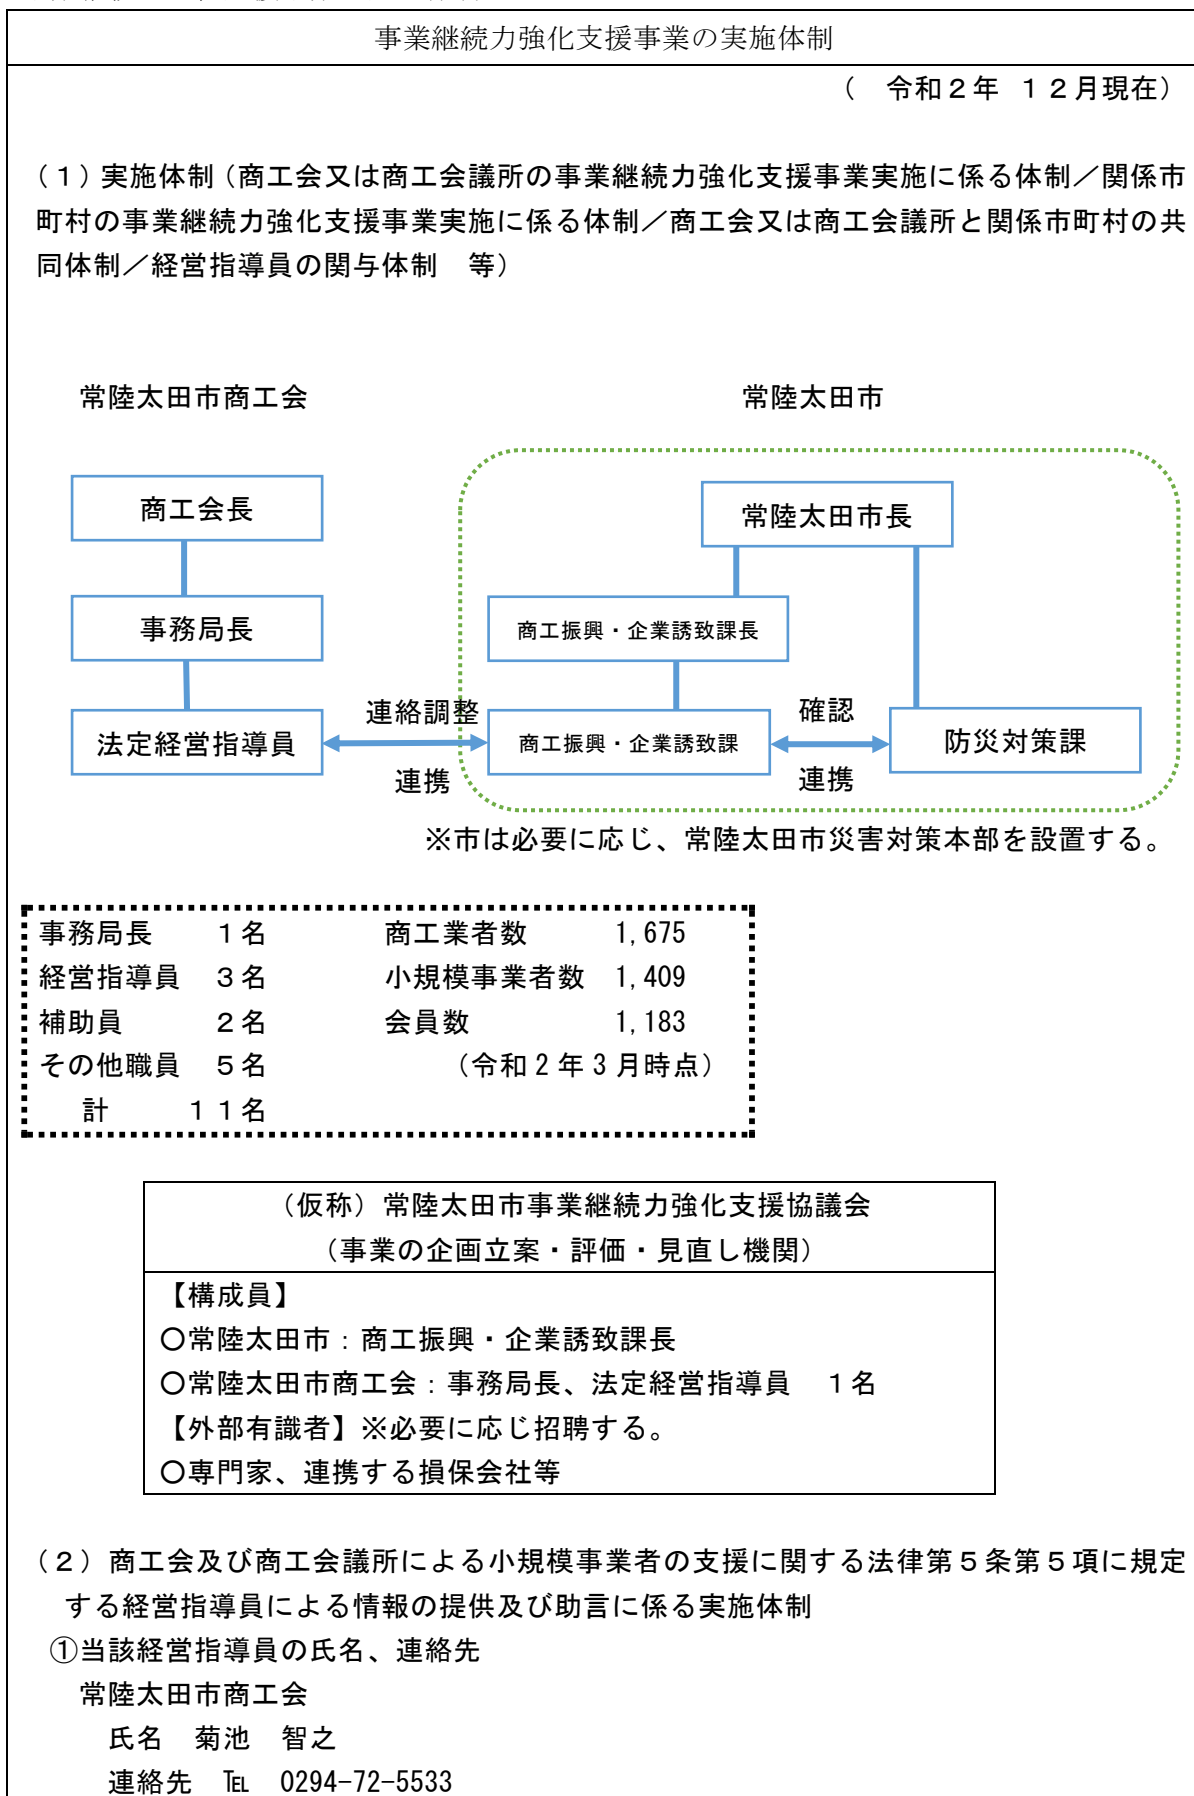 事業継続力強化支援事業の実施体制
（　令和２年　１２月現在）
（１）実施体制（商工会又は商工会議所の事業継続力強化支援事業実施に係る体制／関係市
町村の事業継続力強化支援事業実施に係る体制／商工会又は商工会議所と関係市町村の共
同体制／経営指導員の関与体制　等）
常陸太田市商工会
常陸太田市
商工会長
常陸太田市長
事務局長
商工振興・企業誘致課長
連絡調整
確認
法定経営指導員
商工振興・企業誘致課
防災対策課
連携
連携
※市は必要に応じ、常陸太田市災害対策本部を設置する。
事務局長　　１名　　　　商工業者数　　　1,675
経営指導員　３名　　　　小規模事業者数　1,409
補助員　　　２名　　　　会員数　　　　　1,183
その他職員　５名　　　　（令和２年３月時点）
計　　　１１名
（仮称）常陸太田市事業継続力強化支援協議会
（事業の企画立案・評価・見直し機関）
【構成員】
〇常陸太田市：商工振興・企業誘致課長
〇常陸太田市商工会：事務局長、法定経営指導員　１名
【外部有識者】※必要に応じ招聘する。
〇専門家、連携する損保会社等
（２）商工会及び商工会議所による小規模事業者の支援に関する法律第５条第５項に規定
する経営指導員による情報の提供及び助言に係る実施体制
①当該経営指導員の氏名、連絡先
常陸太田市商工会
氏名　菊池　智之
連絡先　℡　0294-72-5533